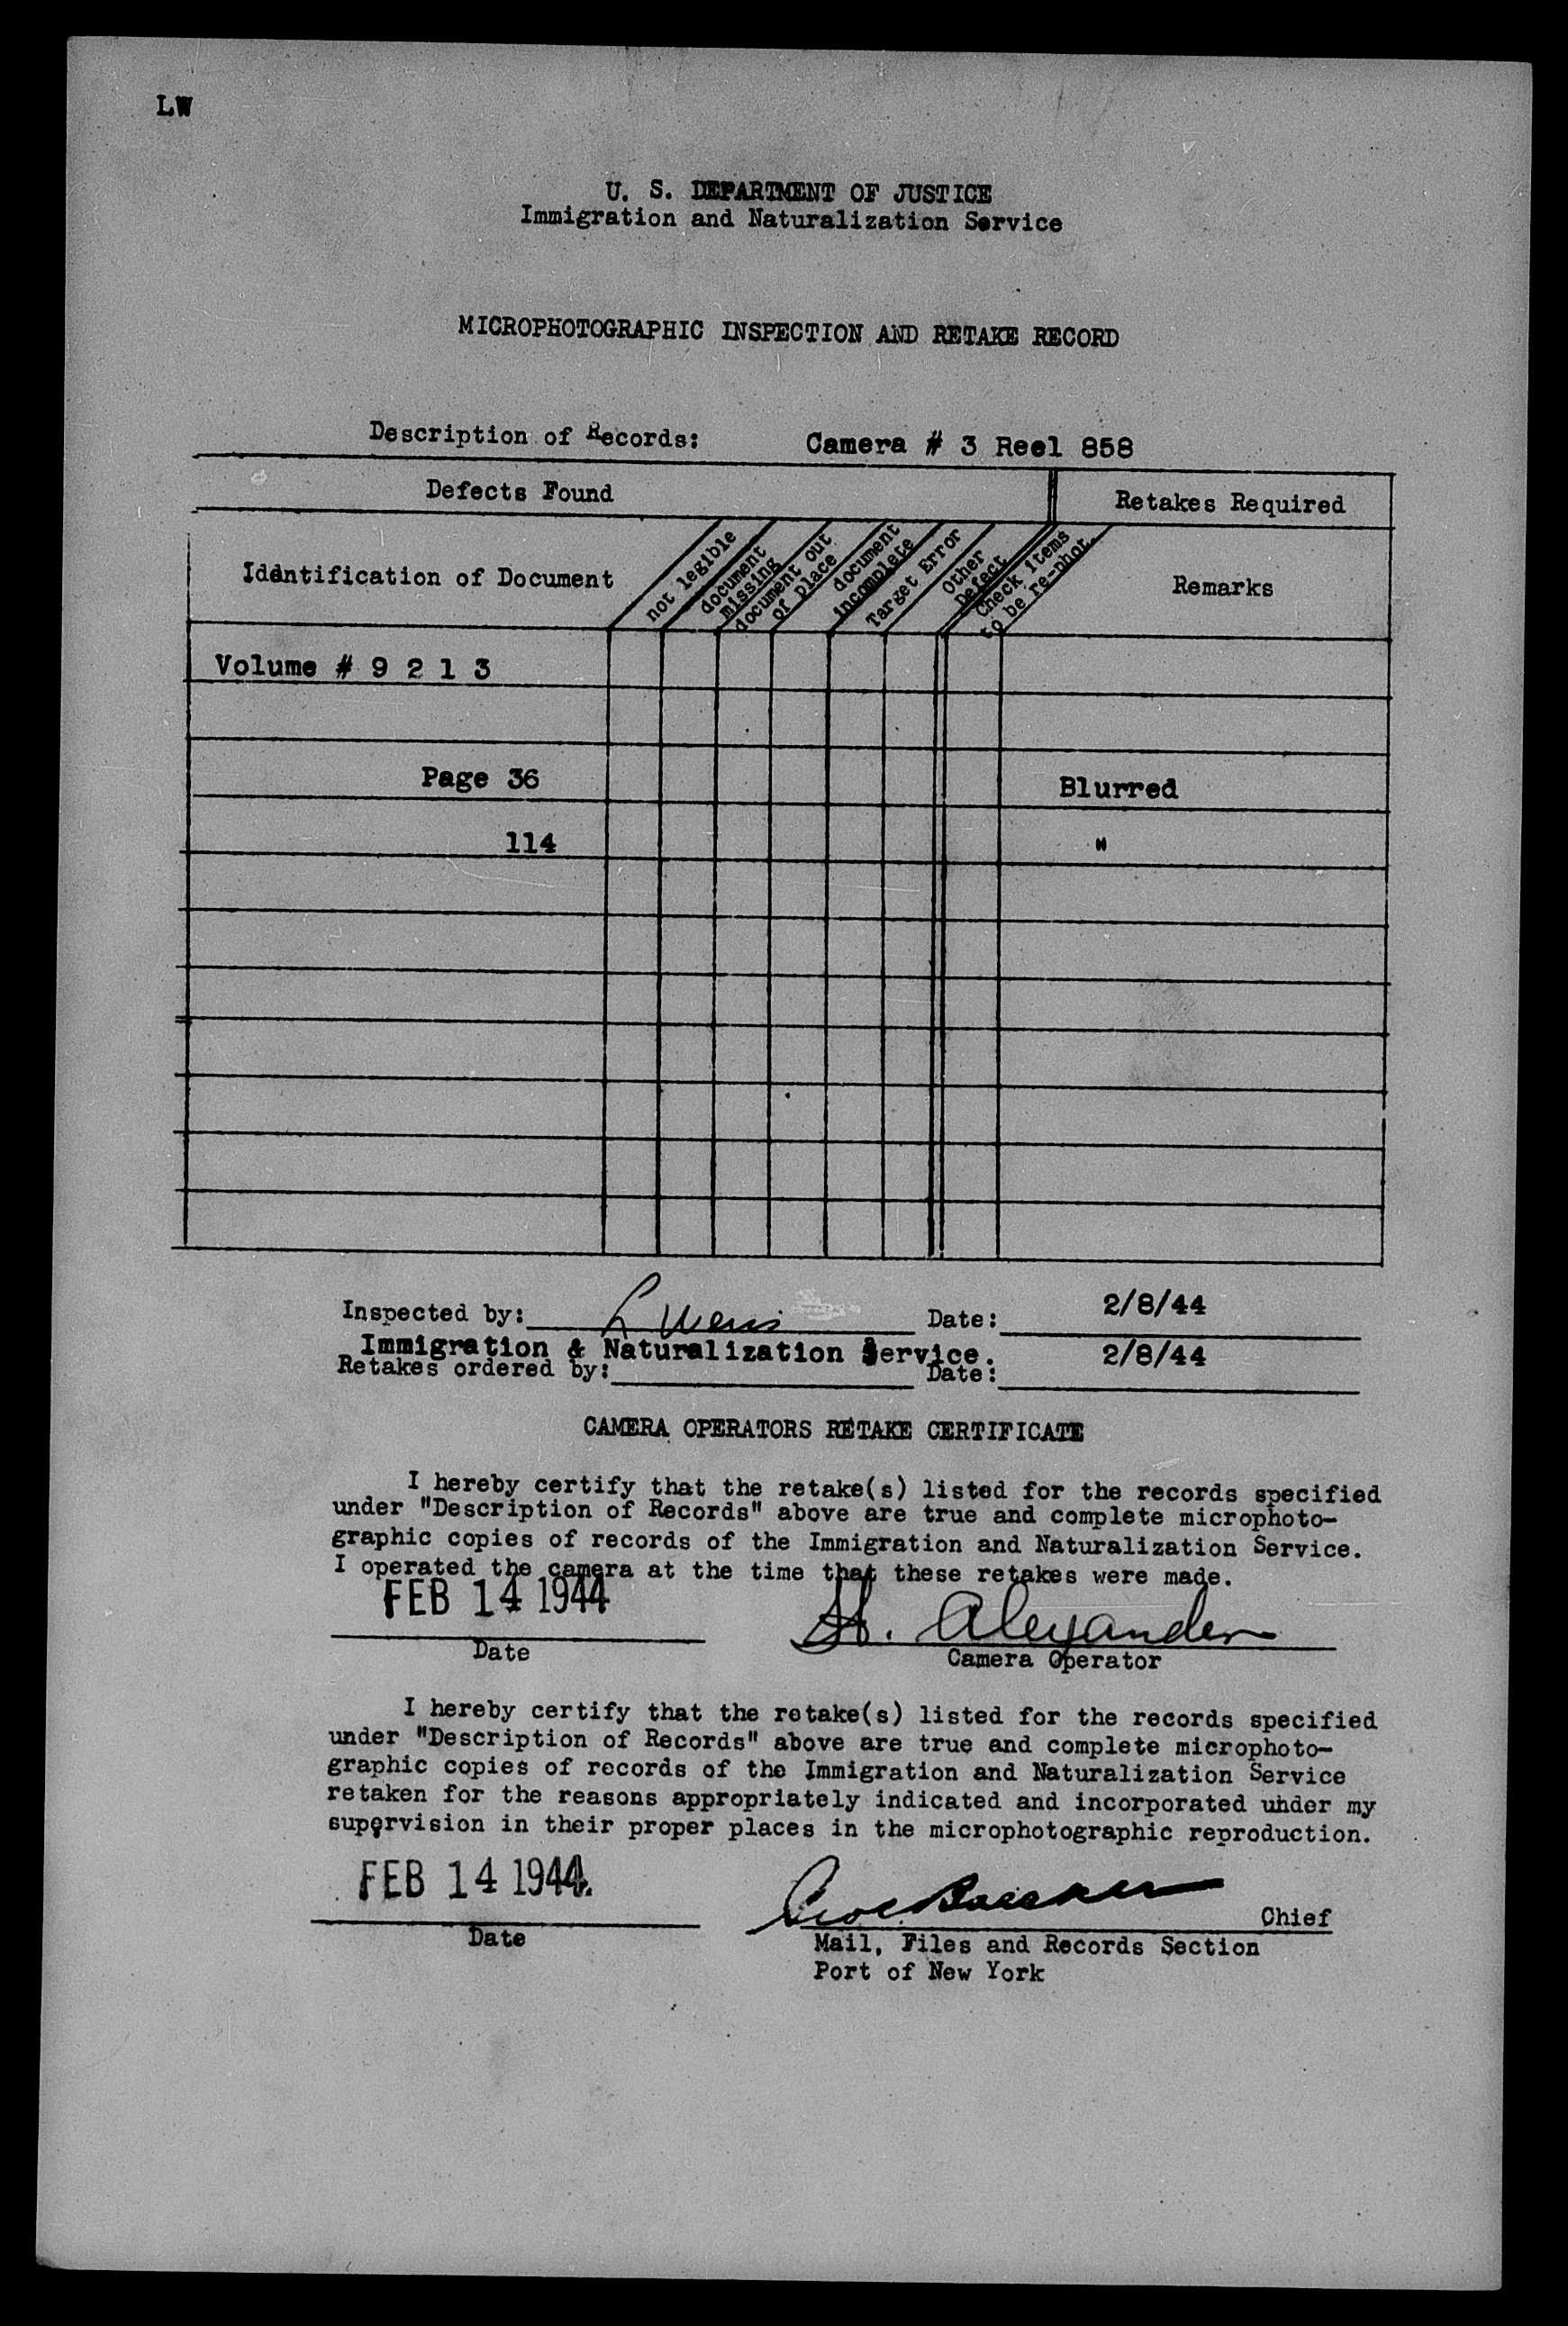 LW
U. S. DEPARTMENT OF JUSTICE
Immigration and Naturalization Service
MICROPHOTOGRAPHIC INSPECTION AND RETAKE RECORD
Description of Records: Camera # 3 Reel 858
Defects Found
Retakes Required
Idéntification of Document
not legible
document
missing
document out
of place
document
incomplete
Target Error
Other
Defect
Check items
to be re-phot.
Remarks
Volume # 9 2 1 3
Page 36 Blurred
114 "
Inspected by: L Date: 2/8/44
Immigration & Naturalization Service. 2/8/44
Retakes ordered by: Date:
CAMERA OPERATORS RETAKE CERTIFICATE
I hereby certify that the retake(s) listed for the records specified
under "Description of Records" above are true and complete microphoto-
graphic copies of records of the Immigration and Naturalization Service.
I operated the camera at the time that these retakes were made.
FEB 14 1944 Alexander
Date Camera Operator
I hereby certify that the retake(s) listed for the records specified
under "Description of Records" above are true and complete microphoto-
graphic copies of records of the Immigration and Naturalization Service
retaken for the reasons appropriately indicated and incorporated under my
supervision in their proper places in the microphotographic reproduction.
FEB 14 1944
Chief
Date
Mail, Files and Records Section
Port of New York